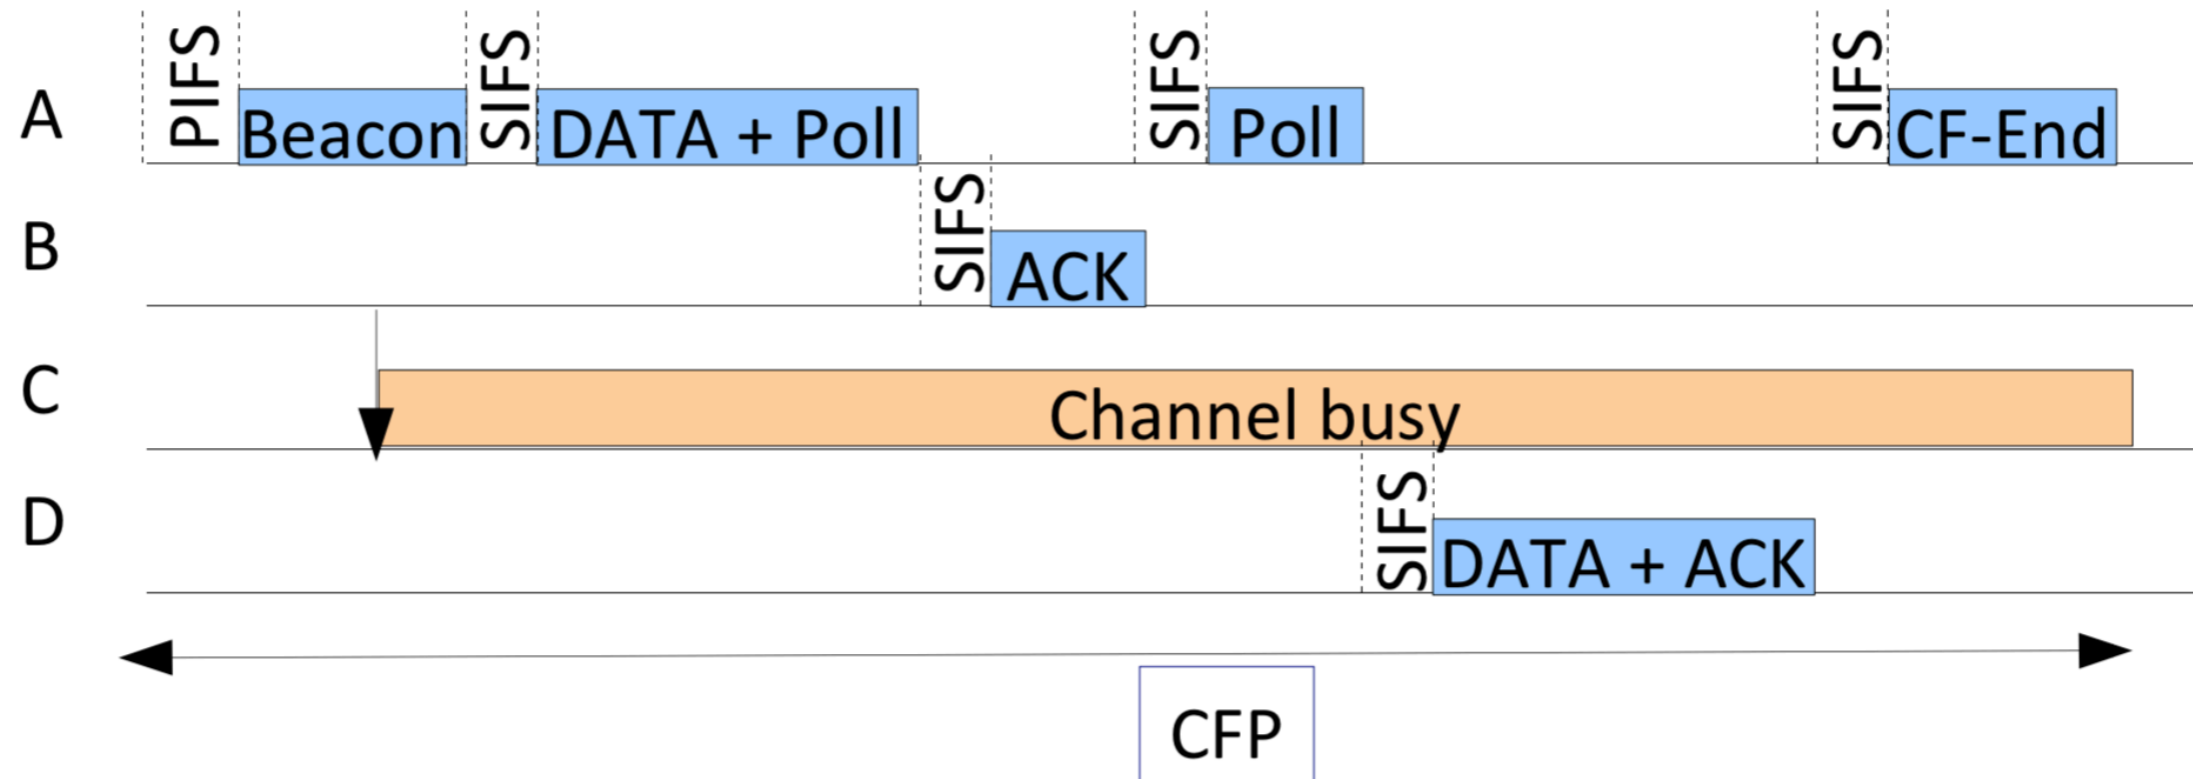 A PIFS Beacon SIFS DATA + Poll SIFS Poll SIFS CF-End
B SIFS ACK
C Channel busy
D SIFS DATA + ACK
CFP